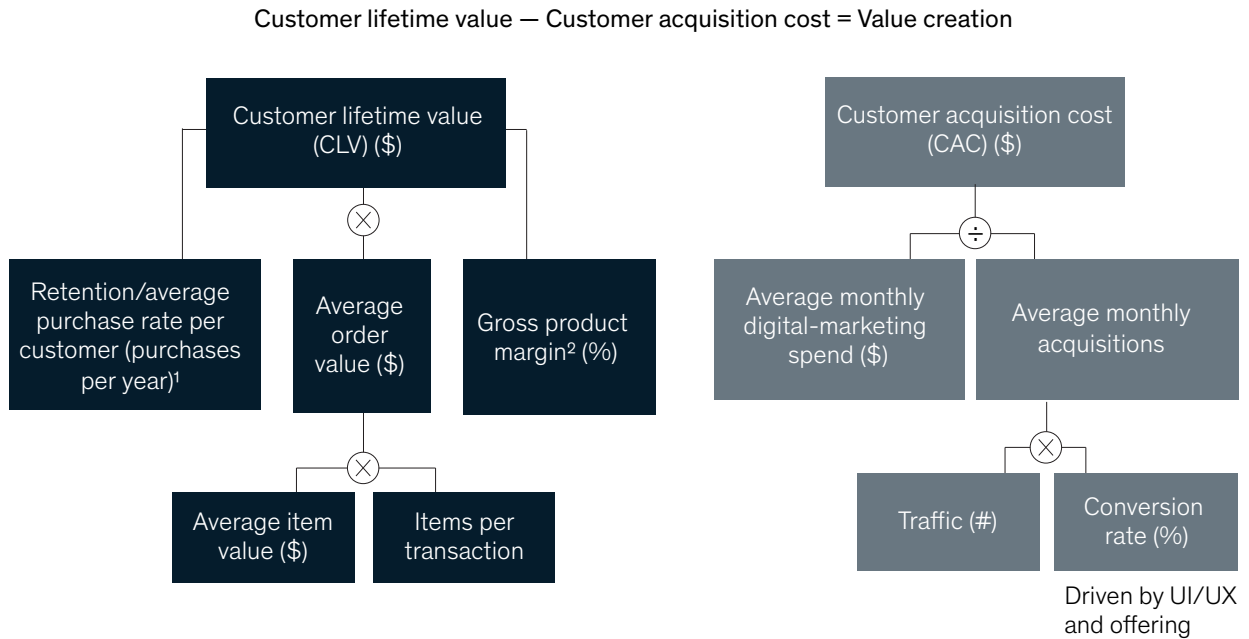 Customer lifetime value — Customer acquisition cost = Value creation
Customer lifetime value
(CLV) ($)
×
Retention/average
purchase rate per
customer (purchases
per year)¹
Average
order
value ($)
Gross product
margin² (%)
×
Average item
value ($)
Items per
transaction
Customer acquisition cost
(CAC) ($)
÷
Average monthly
digital-marketing
spend ($)
Average monthly
acquisitions
×
Traffic (#)
Conversion
rate (%)
Driven by UI/UX
and offering